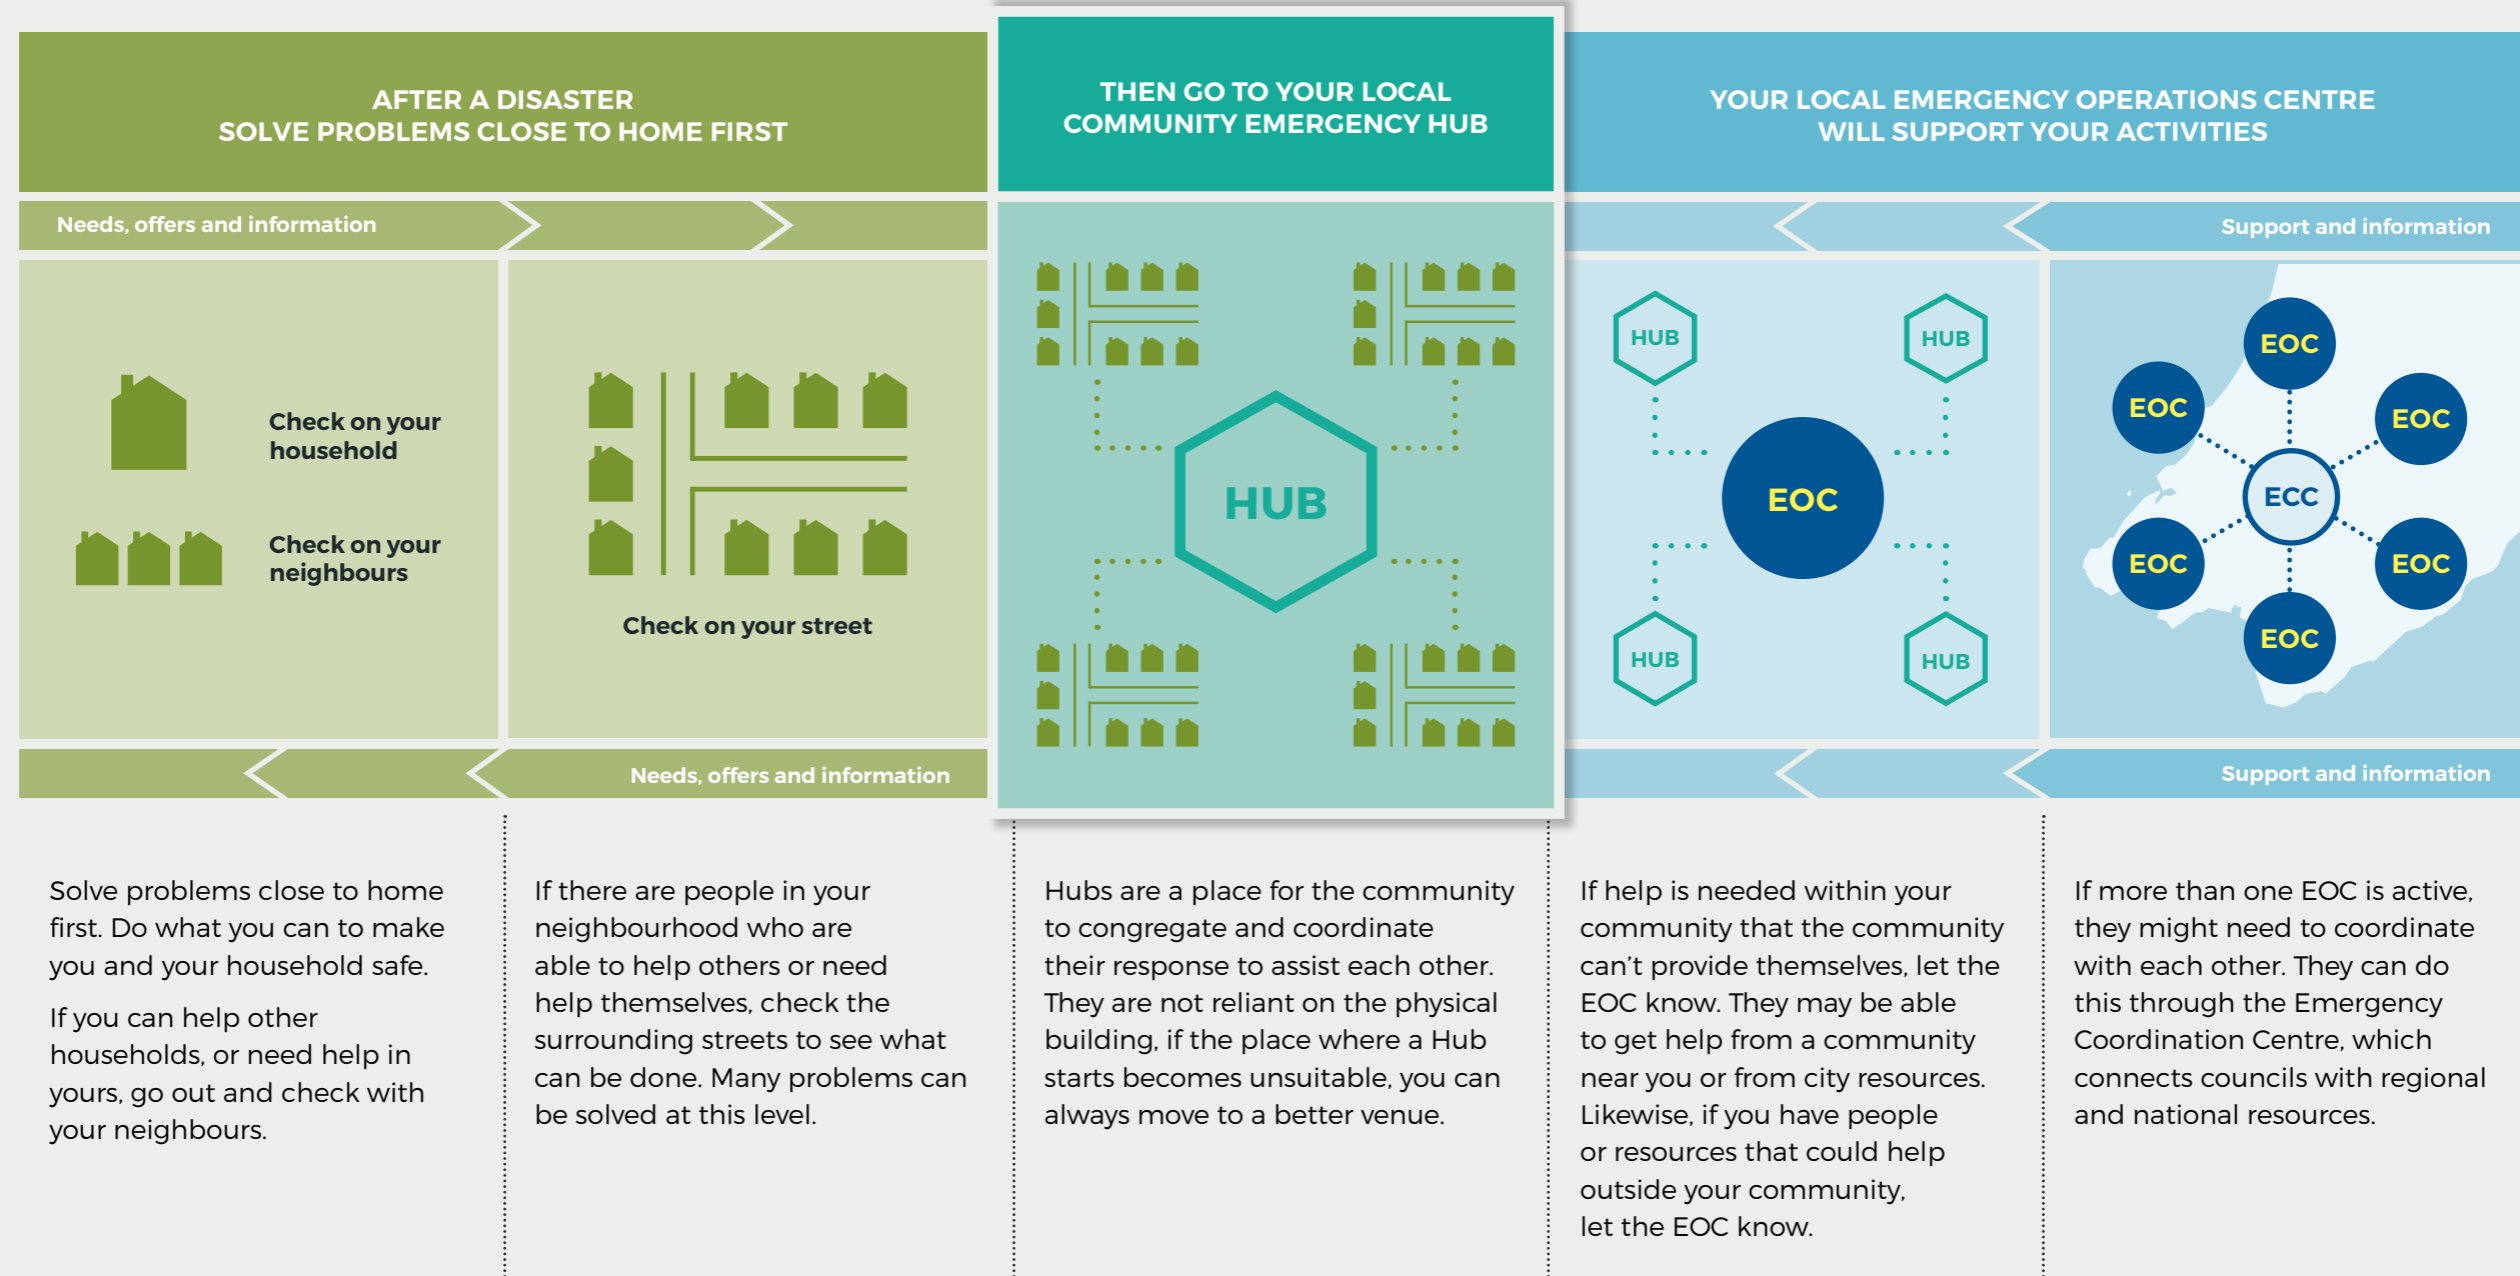 AFTER A DISASTER
SOLVE PROBLEMS CLOSE TO HOME FIRST
THEN GO TO YOUR LOCAL
COMMUNITY EMERGENCY HUB
YOUR LOCAL EMERGENCY OPERATIONS CENTRE
WILL SUPPORT YOUR ACTIVITIES
Needs, offers and information
Support and information
Check on your
household
Check on your
neighbours
Check on your street
HUB
HUB
HUB
EOC
HUB
HUB
EOC
EOC
EOC
ECC
EOC
EOC
EOC
Needs, offers and information
Support and information
Solve problems close to home
first. Do what you can to make
you and your household safe.
If you can help other
households, or need help in
yours, go out and check with
your neighbours.
If there are people in your
neighbourhood who are
able to help others or need
help themselves, check the
surrounding streets to see what
can be done. Many problems can
be solved at this level.
Hubs are a place for the community
to congregate and coordinate
their response to assist each other.
They are not reliant on the physical
building, if the place where a Hub
starts becomes unsuitable, you can
always move to a better venue.
If help is needed within your
community that the community
can't provide themselves, let the
EOC know. They may be able
to get help from a community
near you or from city resources.
Likewise, if you have people
or resources that could help
outside your community,
let the EOC know.
If more than one EOC is active,
they might need to coordinate
with each other. They can do
this through the Emergency
Coordination Centre, which
connects councils with regional
and national resources.